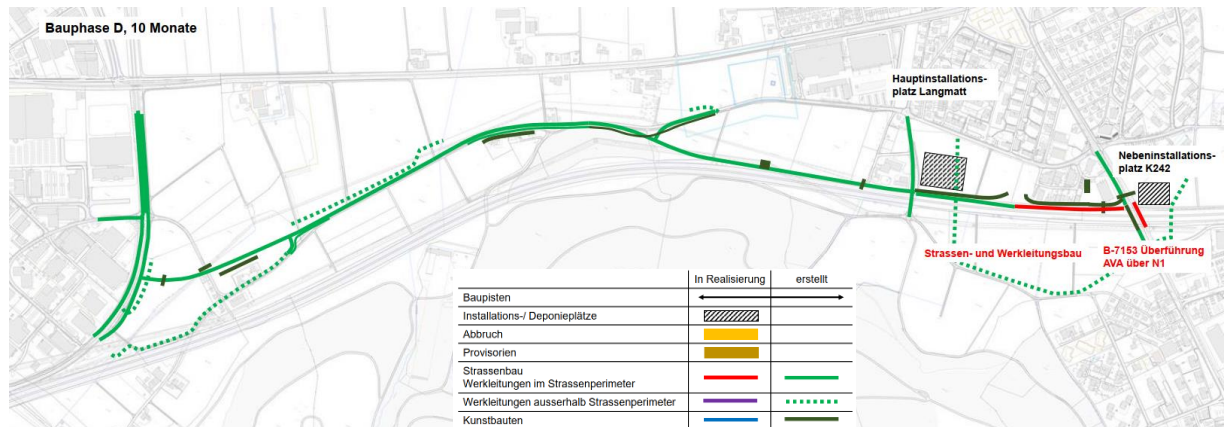 Bauphase D, 10 Monate
Hauptinstallations-
platz Langmatt
Nebeninstallations-
platz K242
Strassen- und Werkleitungsbau
B-7153 Überführung
AVA über N1
In Realisierung
erstellt
Baupisten
Installations-/ Deponieplätze
Abbruch
Provisorien
Strassenbau
Werkleitungen im Strassenperimeter
Werkleitungen ausserhalb Strassenperimeter
Kunstbauten